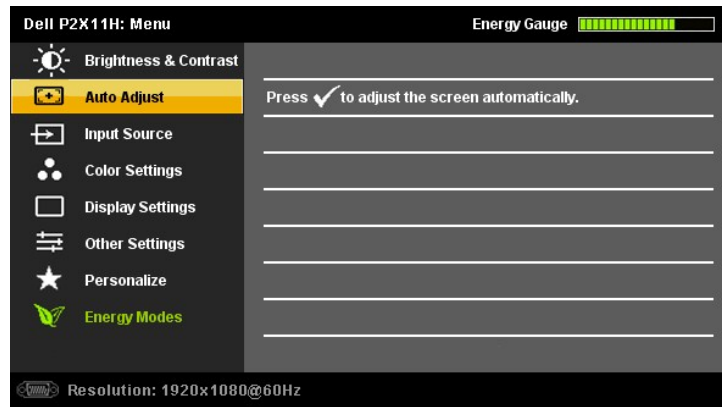 Dell P2X11H: Menu
Energy Gauge
Brightness & Contrast
Auto Adjust
Press to adjust the screen automatically.
Input Source
Color Settings
Display Settings
Other Settings
Personalize
Energy Modes
Resolution: 1920x1080@60Hz